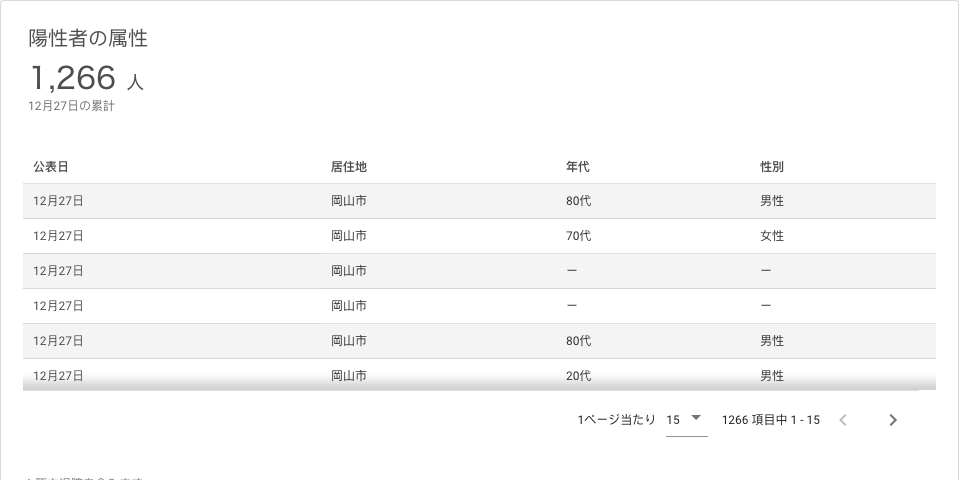 陽性者の属性
1,266 人
12月27日の累計
公表日 居住地 年代 性別
12月27日 岡山市 80代 男性
12月27日 岡山市 70代 女性
12月27日 岡山市 ー ー
12月27日 岡山市 ー ー
12月27日 岡山市 80代 男性
12月27日 岡山市 20代 男性
1ページ当たり 15 1266 項目中 1 - 15